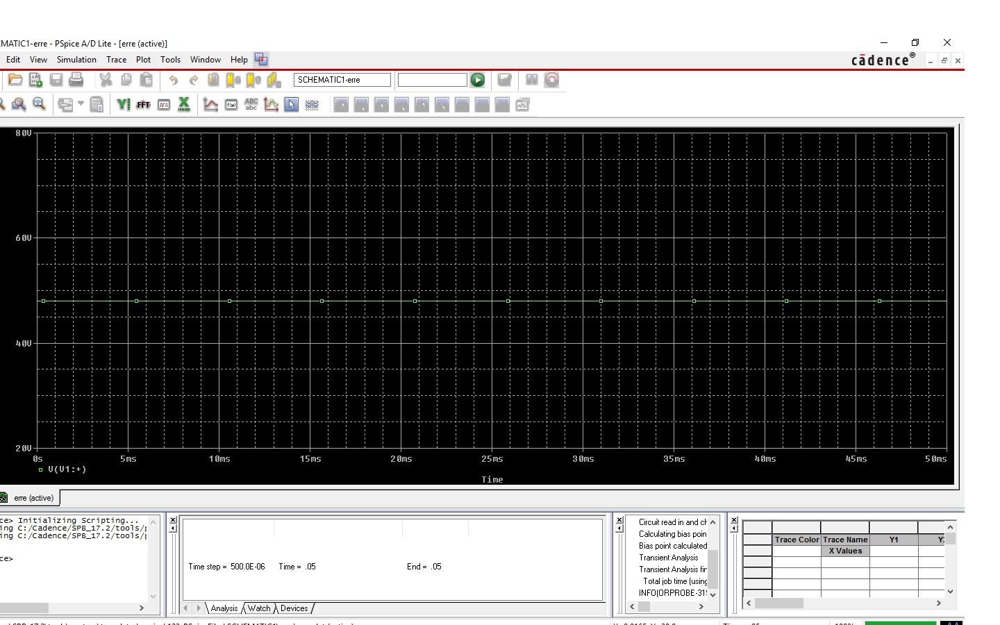 EMATIC1-erre - PSpice A/D Lite - [erre (active)]
Edit View Simulation Trace Plot Tools Window Help
cādence®
SCHEMATIC1-erre
FFT
ABC
abc
80V
60V
40V
20V
0s 5ms 10ms 15ms 20ms 25ms 30ms 35ms 40ms 45ms 50ms
V(V1:+)
Time
erre (active)
ce> Initializing Scripting...
ing C:/Cadence/SPB_17.2/tools/p
ing C:/Cadence/SPB_17.2/tools/p
ce>
Time step = 500.0E-06 Time = .05 End = .05
Analysis Watch Devices
Circuit read in and ch
Calculating bias poin
Bias point calculated
Transient Analysis
Transient Analysis fin
Total job time (using
INFO(ORPROBE-319
Trace Color Trace Name Y1 Y
X Values